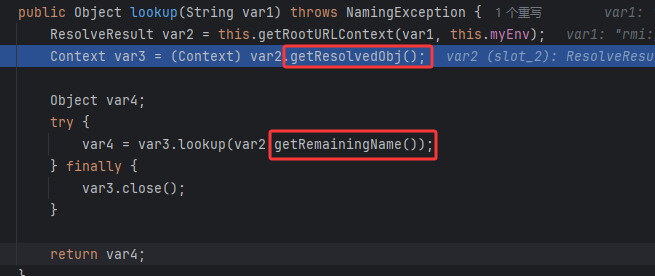 public Object lookup(String var1) throws NamingException { 1 个重写 var1:
ResolveResult var2 = this.getRootURLContext(var1, this.myEnv); var1: "rmi:
Context var3 = (Context) var2.getResolvedObj(); var2 (slot_2): ResolveResu
Object var4;
try {
var4 = var3.lookup(var2.getRemainingName());
} finally {
var3.close();
}
return var4;
}